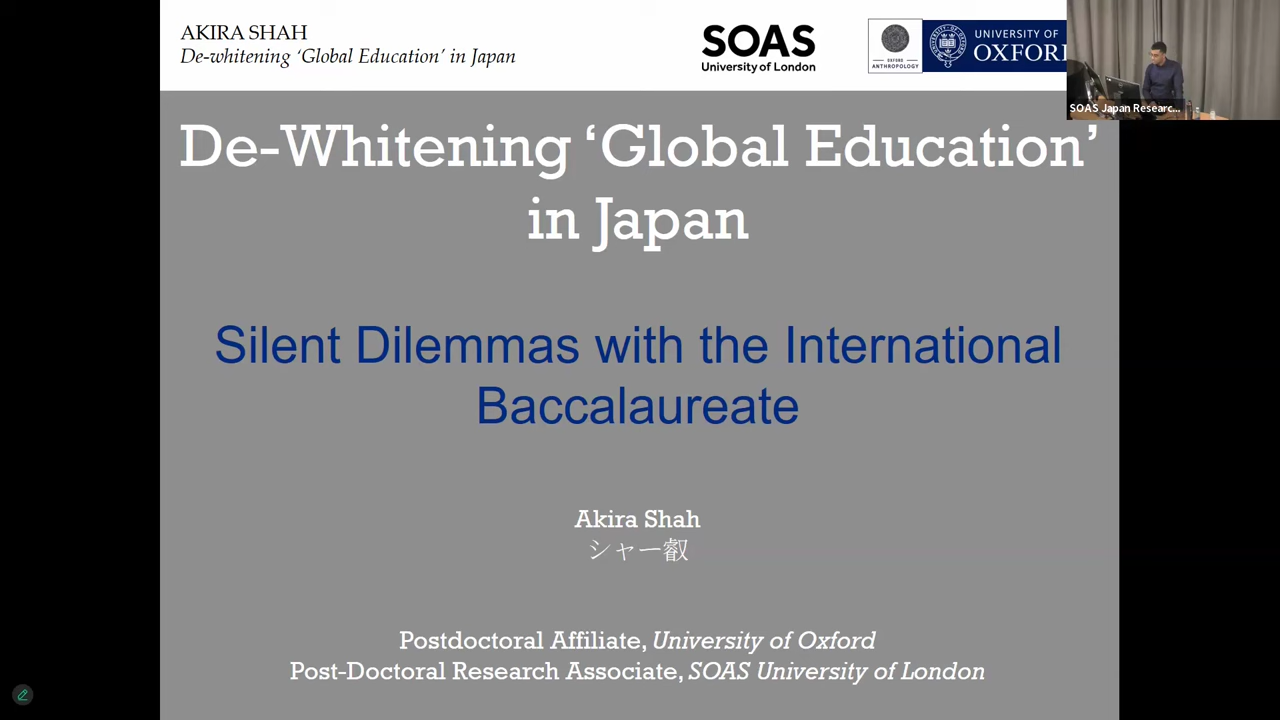 AKIRA SHAH
De-whitening ‘Global Education’ in Japan
SOAS
University of London
OXFORD
ANTHROPOLOGY
UNIVERSITY OF
OXFORD
SOAS Japan Researc...
De-Whitening ‘Global Education’
in Japan
Silent Dilemmas with the International
Baccalaureate
Akira Shah
シャー叡
Postdoctoral Affiliate, University of Oxford
Post-Doctoral Research Associate, SOAS University of London